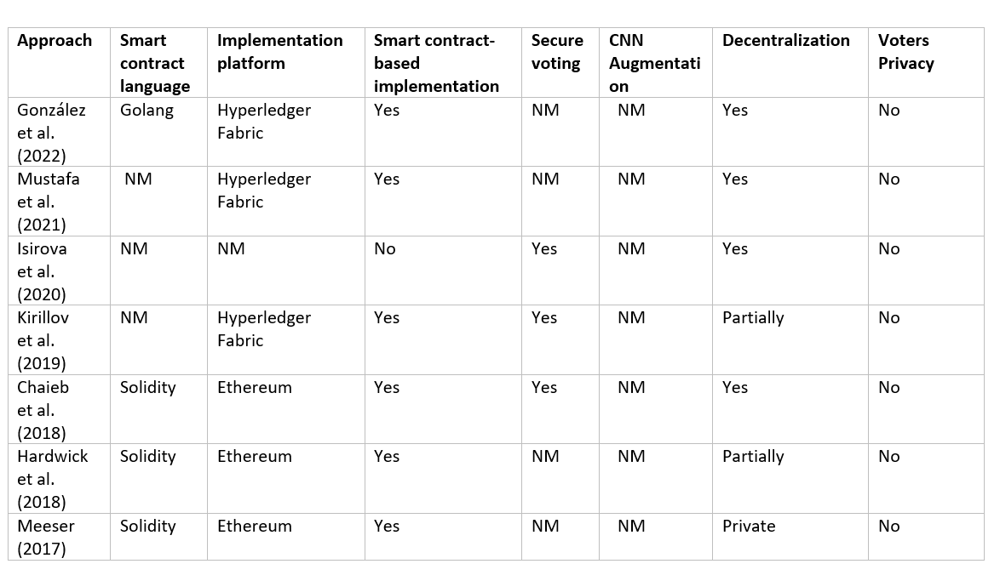 Approach Smart contract language Implementation platform Smart contract-based implementation Secure voting CNN Augmentation Decentralization Voters Privacy
González et al. (2022) Golang Hyperledger Fabric Yes NM NM Yes No
Mustafa et al. (2021) NM Hyperledger Fabric Yes NM NM Yes No
Isirova et al. (2020) NM NM No Yes NM Yes No
Kirillov et al. (2019) NM Hyperledger Fabric Yes Yes NM Partially No
Chaieb et al. (2018) Solidity Ethereum Yes Yes NM Yes No
Hardwick et al. (2018) Solidity Ethereum Yes NM NM Partially No
Meeser (2017) Solidity Ethereum Yes NM NM Private No